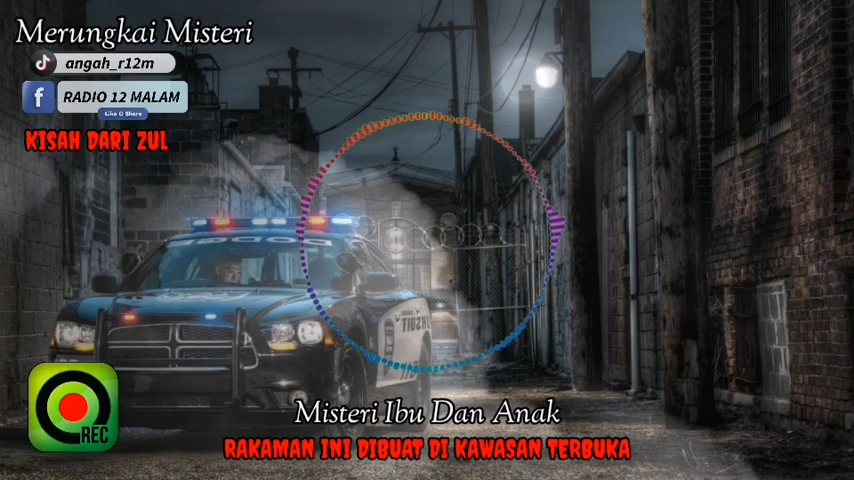 Merungkai Misteri
angah_r12m
RADIO 12 MALAM
Like & Share
KISAH DARI ZUL
REC
Misteri Ibu Dan Anak
RAKAMAN INI DIBUAT DI KAWASAN TERBUKA